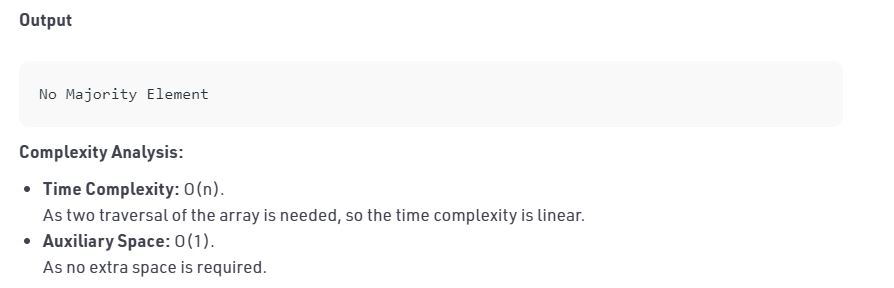 Output
No Majority Element
Complexity Analysis:
• Time Complexity: O(n).
As two traversal of the array is needed, so the time complexity is linear.
• Auxiliary Space: O(1).
As no extra space is required.